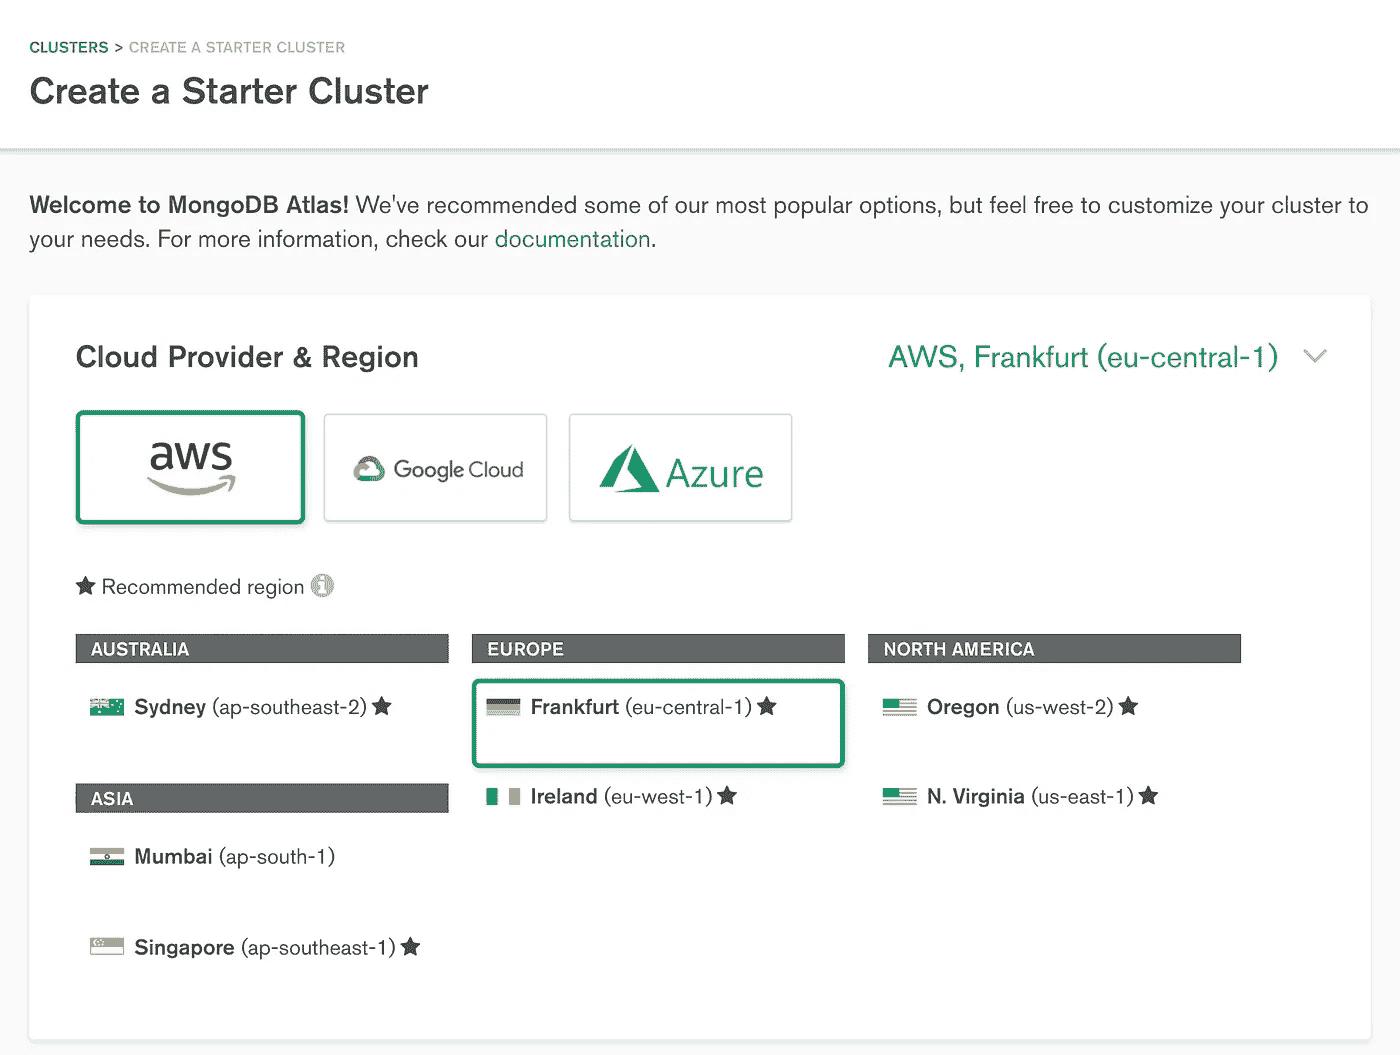 CLUSTERS > CREATE A STARTER CLUSTER
Create a Starter Cluster
Welcome to MongoDB Atlas! We've recommended some of our most popular options, but feel free to customize your cluster to
your needs. For more information, check our documentation.
Cloud Provider & Region
AWS, Frankfurt (eu-central-1)
aws
Google Cloud
Azure
★ Recommended region
AUSTRALIA
Sydney (ap-southeast-2) ★
ASIA
Mumbai (ap-south-1)
Singapore (ap-southeast-1) ★
EUROPE
Frankfurt (eu-central-1) ★
Ireland (eu-west-1) ★
NORTH AMERICA
Oregon (us-west-2) ★
N. Virginia (us-east-1) ★